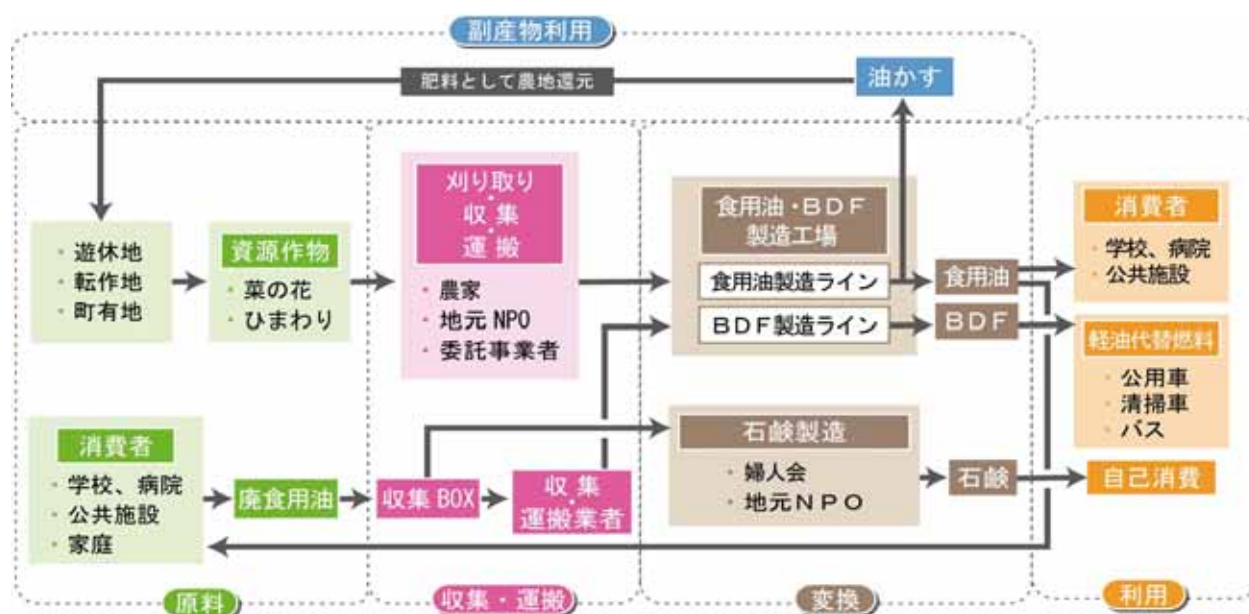 副産物利用
肥料として農地還元
油かす
・遊休地
・転作地
・町有地
資源作物
・菜の花
・ひまわり
刈り取り
・
収集
・
運搬
・農家
・地元NPO
・委託事業者
食用油・BDF
製造工場
食用油製造ライン
BDF製造ライン
食用油
BDF
消費者
・学校、病院
・公共施設
軽油代替燃料
・公用車
・清掃車
・バス
消費者
・学校、病院
・公共施設
・家庭
廃食用油
収集BOX
収・集
運搬業者
石鹸製造
・婦人会
・地元NPO
石鹸
自己消費
原料
収集・運搬
変換
利用